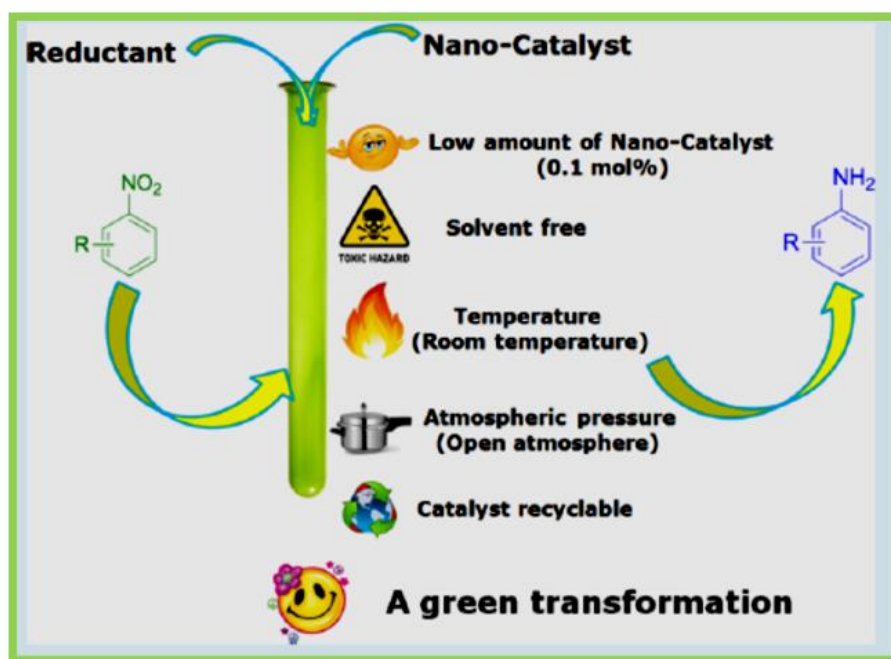 Reductant
Nano-Catalyst
Low amount of Nano-Catalyst
(0.1 mol%)
NO2
R
NH2
R
TOXIC HAZARD
Solvent free
Temperature
(Room temperature)
Atmospheric pressure
(Open atmosphere)
Catalyst recyclable
A green transformation